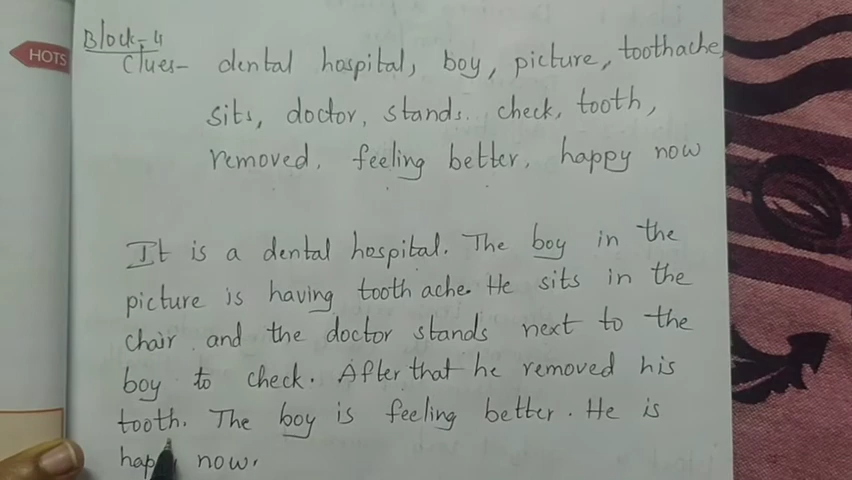 HOTS
Block-4
Clues- dental hospital, boy, picture, toothache,
sits, doctor, stands. check, tooth,
removed. feeling better. happy now
It is a dental hospital. The boy in the
picture is having tooth ache. He sits in the
chair and the doctor stands next to the
boy to check. After that he removed his
tooth. The boy is feeling better. He is
happy now.